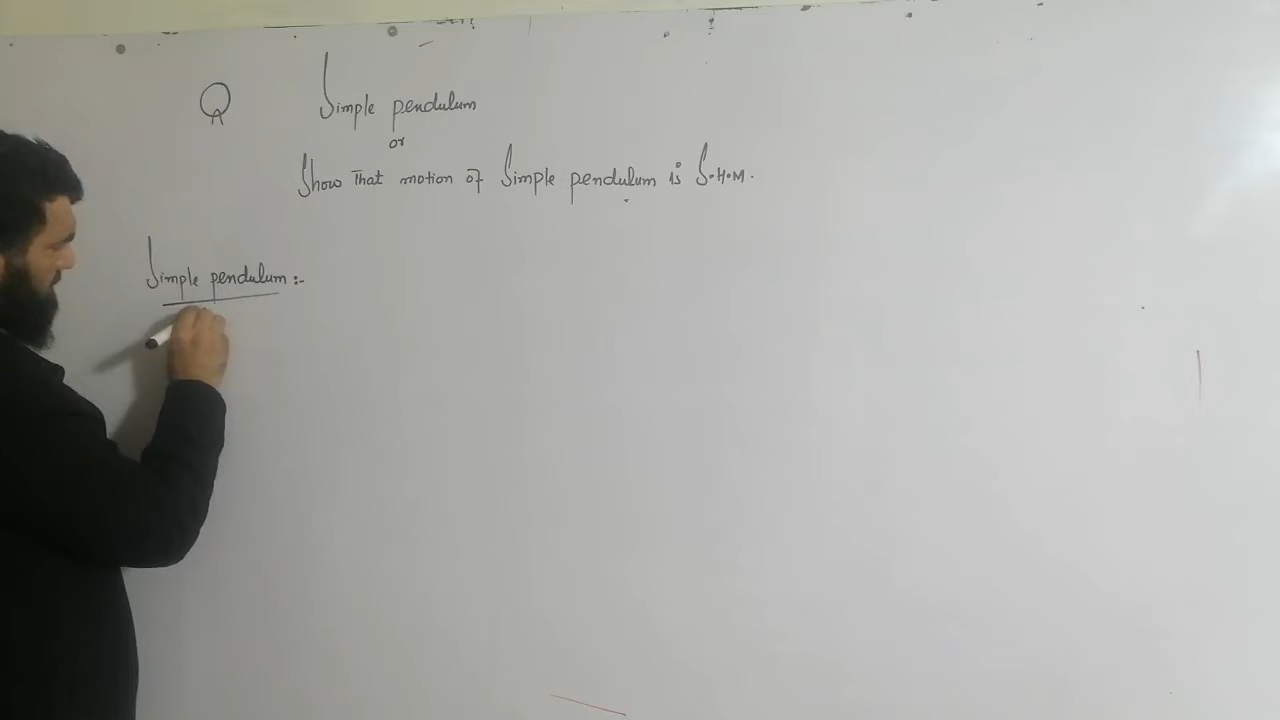 Q Simple pendulum
or
Show That motion of Simple pendulum is S.H.M.
Simple pendulum :-